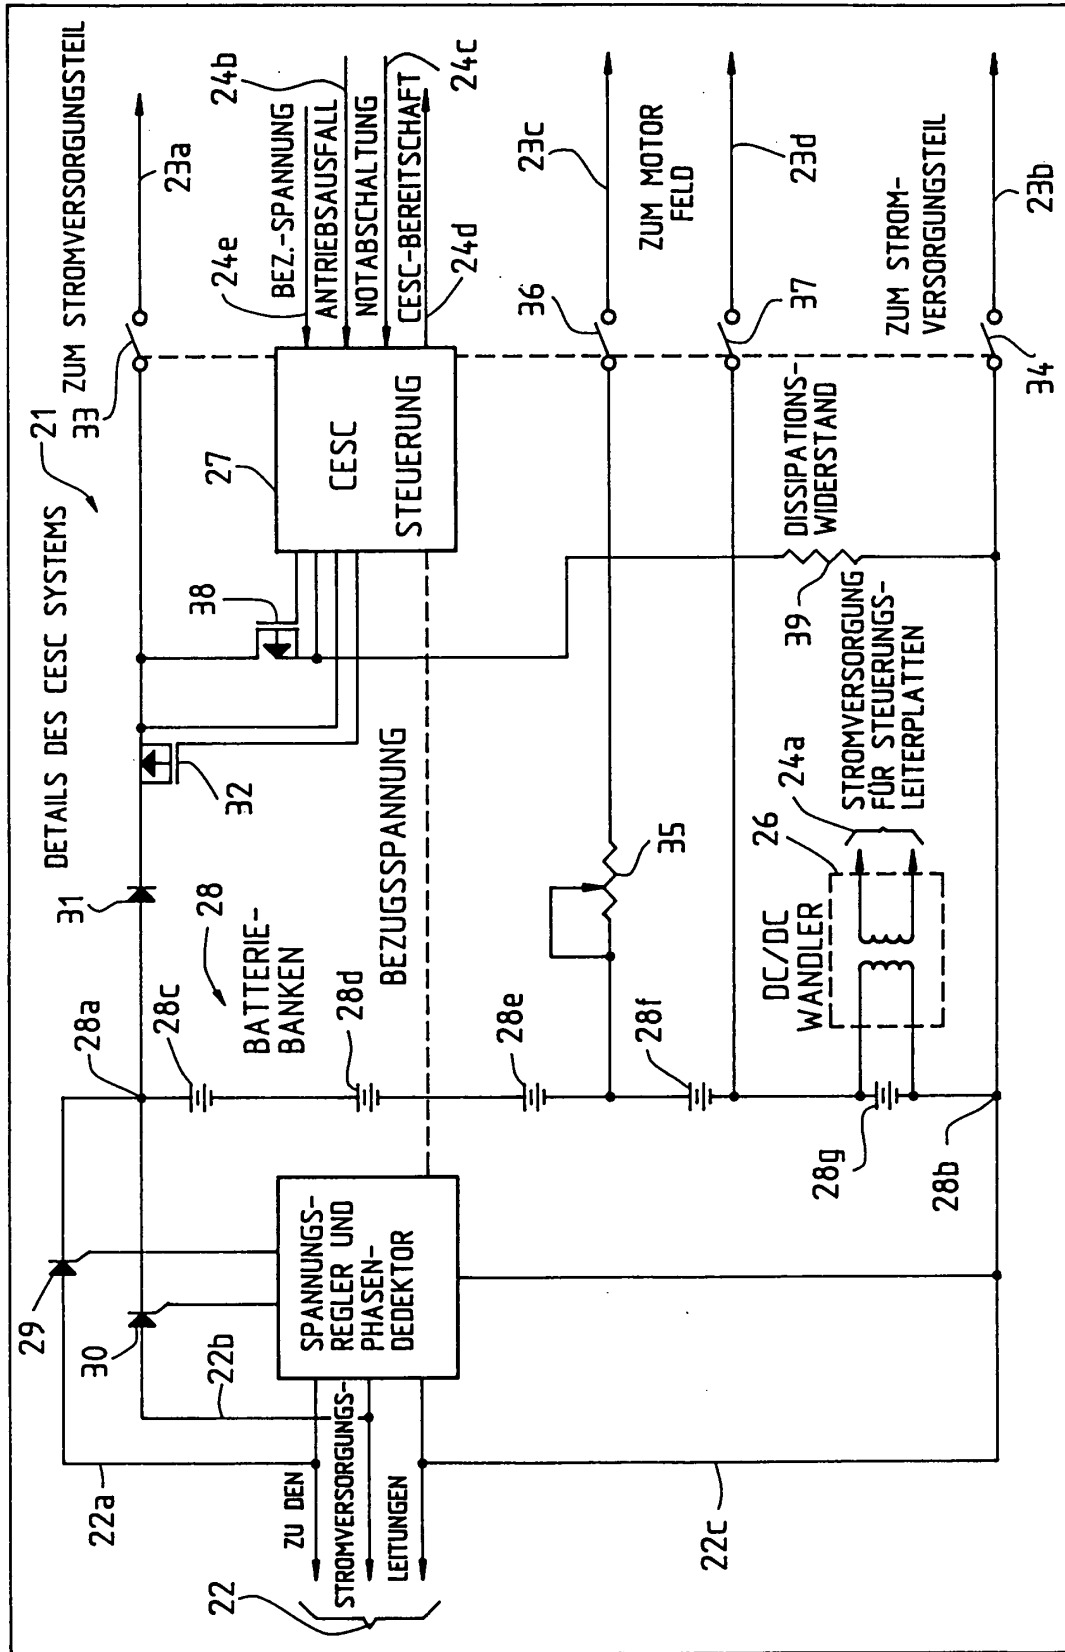 DETAILS DES CESC SYSTEMS
21
33
ZUM STROMVERSORGUNGSTEIL
23a
29
30
22a
22b
28a
31
32
38
27
CESC
STEUERUNG
24e
BEZ.-SPANNUNG
ANTRIEBSAUSFALL
24b
NOTABSCHALTUNG
CESC-BEREITSCHAFT
24c
24d
28
BATTERIE-
BANKEN
28c
28d
BEZUGSSPANNUNG
SPANNUNGS-
REGLER UND
PHASEN-
DEDEKTOR
ZU DEN
STROMVERSORGUNGS-
LEITUNGEN
22
28e
35
36
23c
ZUM MOTOR
FELD
28f
37
23d
DISSIPATIONS-
WIDERSTAND
39
DC/DC
WANDLER
26
24a
STROMVERSORGUNG
FÜR STEUERUNGS-
LEITERPLATTEN
28g
28b
22c
34
ZUM STROM-
VERSORGUNGSTEIL
23b